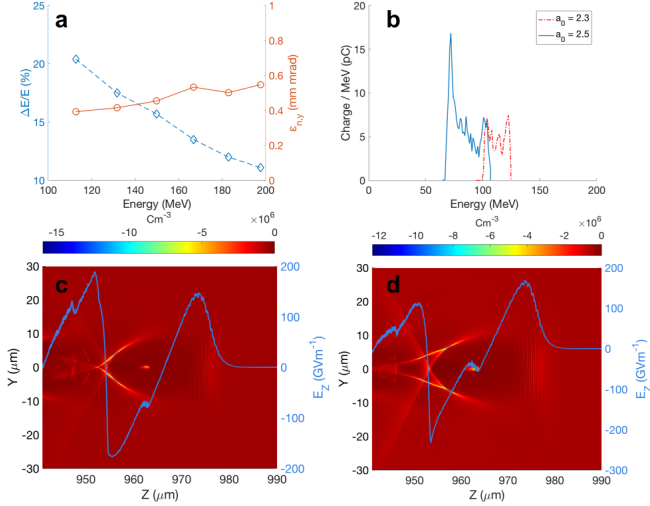 a
ΔE/E (%)
20
15
10
1
0.8
0.6
0.4
0.2
0
ε n,y (mm mrad)
100 120 140 160 180 200
Energy (MeV)
b
Charge / MeV (pC)
20
15
10
5
0
a0 = 2.3
a0 = 2.5
0 50 100 150 200
Energy (MeV)
Cm-3 ×10^6
-15 -10 -5 0
c
Y (μm)
30
20
10
0
-10
-20
-30
200
100
0
-100
-200
EZ (GVm-1)
950 960 970 980 990
Z (μm)
Cm-3 ×10^6
-12 -10 -8 -6 -4 -2 0
d
Y (μm)
30
20
10
0
-10
-20
-30
200
100
0
-100
-200
-300
EZ (GVm-1)
950 960 970 980 990
Z (μm)